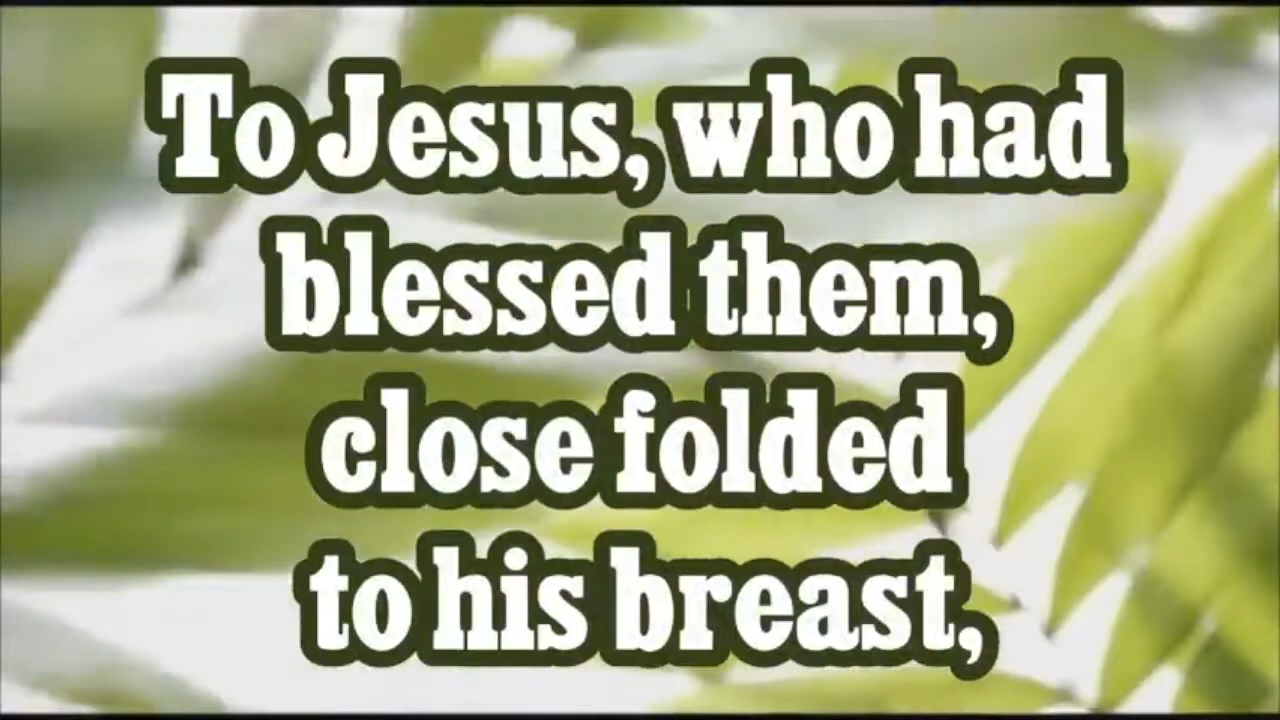 To Jesus, who had
blessed them,
close folded
to his breast,